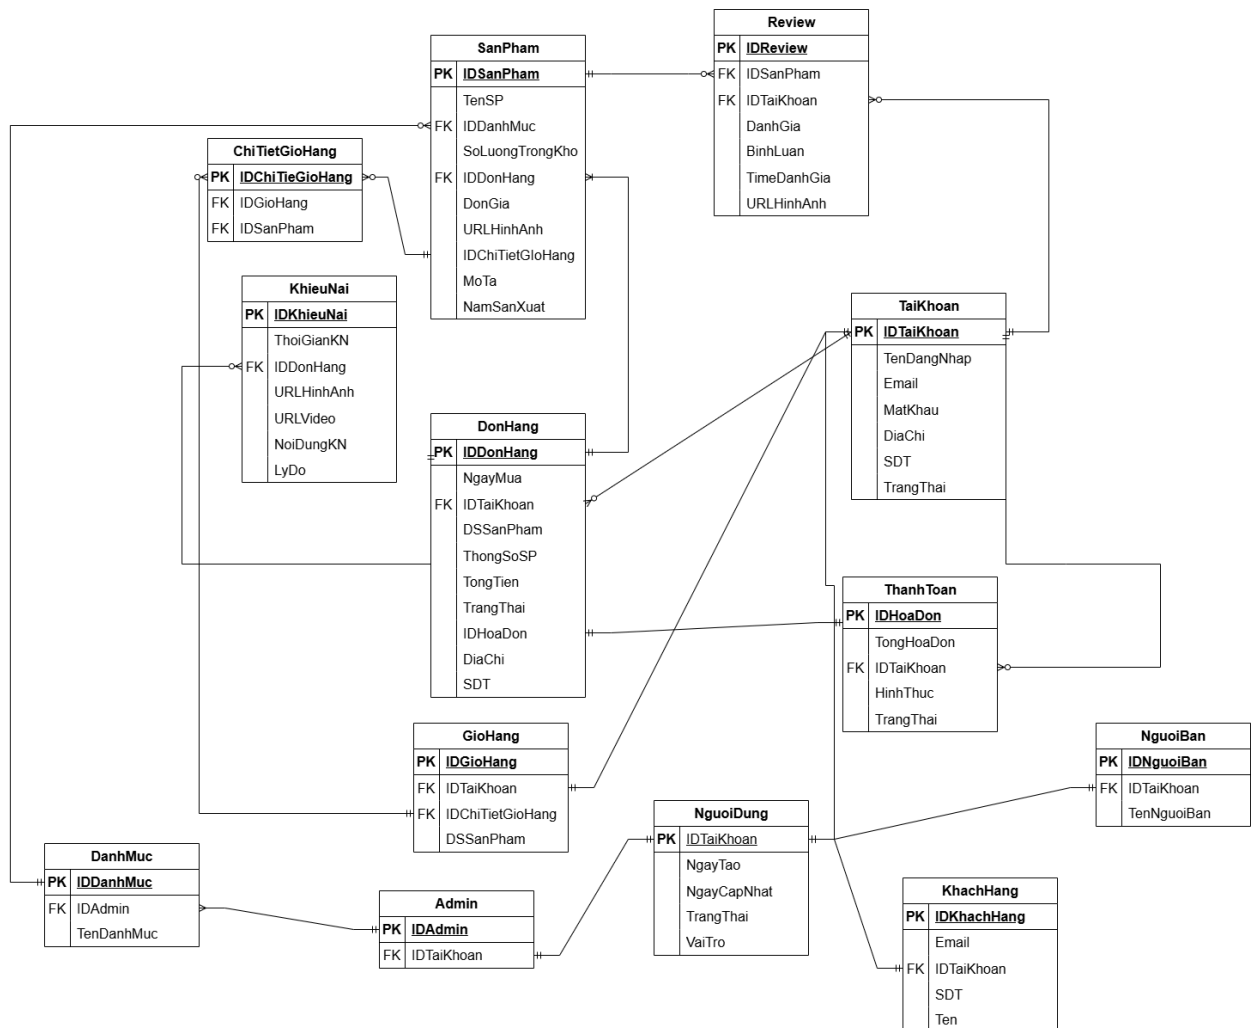 Review
PK IDReview
FK IDSanPham
FK IDTaiKhoan
DanhGia
BinhLuan
TimeDanhGia
URLHinhAnh
SanPham
PK IDSanPham
TenSP
FK IDDanhMuc
SoLuongTrongKho
FK IDDonHang
DonGia
URLHinhAnh
IDChiTietGIoHang
MoTa
NamSanXuat
ChiTietGioHang
PK IDChiTieGioHang
FK IDGioHang
FK IDSanPham
KhieuNai
PK IDKhieuNai
ThoiGianKN
FK IDDonHang
URLHinhAnh
URLVideo
NoiDungKN
LyDo
TaiKhoan
PK IDTaiKhoan
TenDangNhap
Email
MatKhau
DiaChi
SDT
TrangThai
DonHang
PK IDDonHang
NgayMua
FK IDTaiKhoan
DSSanPham
ThongSoSP
TongTien
TrangThai
IDHoaDon
DiaChi
SDT
ThanhToan
PK IDHoaDon
TongHoaDon
FK IDTaiKhoan
HinhThuc
TrangThai
GioHang
PK IDGioHang
FK IDTaiKhoan
FK IDChiTietGioHang
DSSanPham
NguoiBan
PK IDNguoiBan
FK IDTaiKhoan
TenNguoiBan
NguoiDung
PK IDTaiKhoan
NgayTao
NgayCapNhat
TrangThai
VaiTro
DanhMuc
PK IDDanhMuc
FK IDAdmin
TenDanhMuc
Admin
PK IDAdmin
FK IDTaiKhoan
KhachHang
PK IDKhachHang
Email
FK IDTaiKhoan
SDT
Ten